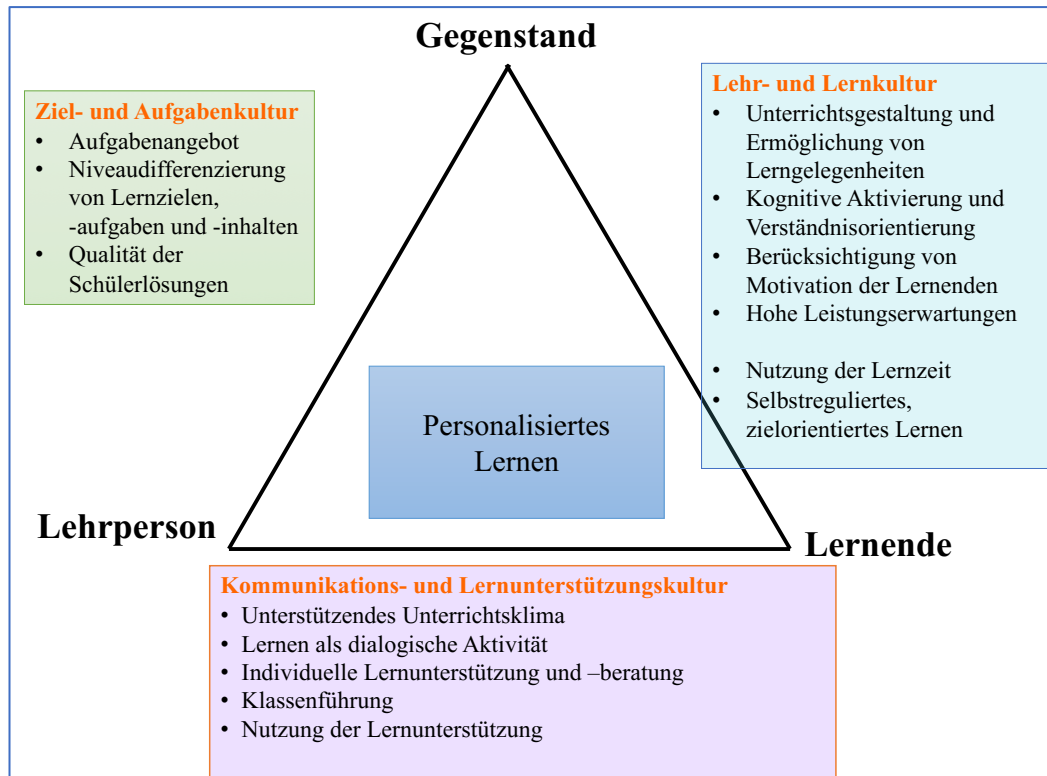 Gegenstand
Ziel- und Aufgabenkultur
• Aufgabenangebot
• Niveaudifferenzierung
von Lernzielen,
-aufgaben und -inhalten
• Qualität der
Schülerlösungen
Lehr- und Lernkultur
• Unterrichtsgestaltung und
Ermöglichung von
Lerngelegenheiten
• Kognitive Aktivierung und
Verständnisorientierung
• Berücksichtigung von
Motivation der Lernenden
• Hohe Leistungserwartungen
• Nutzung der Lernzeit
• Selbstreguliertes,
zielorientiertes Lernen
Personalisiertes
Lernen
Lehrperson
Lernende
Kommunikations- und Lernunterstützungskultur
• Unterstützendes Unterrichtsklima
• Lernen als dialogische Aktivität
• Individuelle Lernunterstützung und –beratung
• Klassenführung
• Nutzung der Lernunterstützung